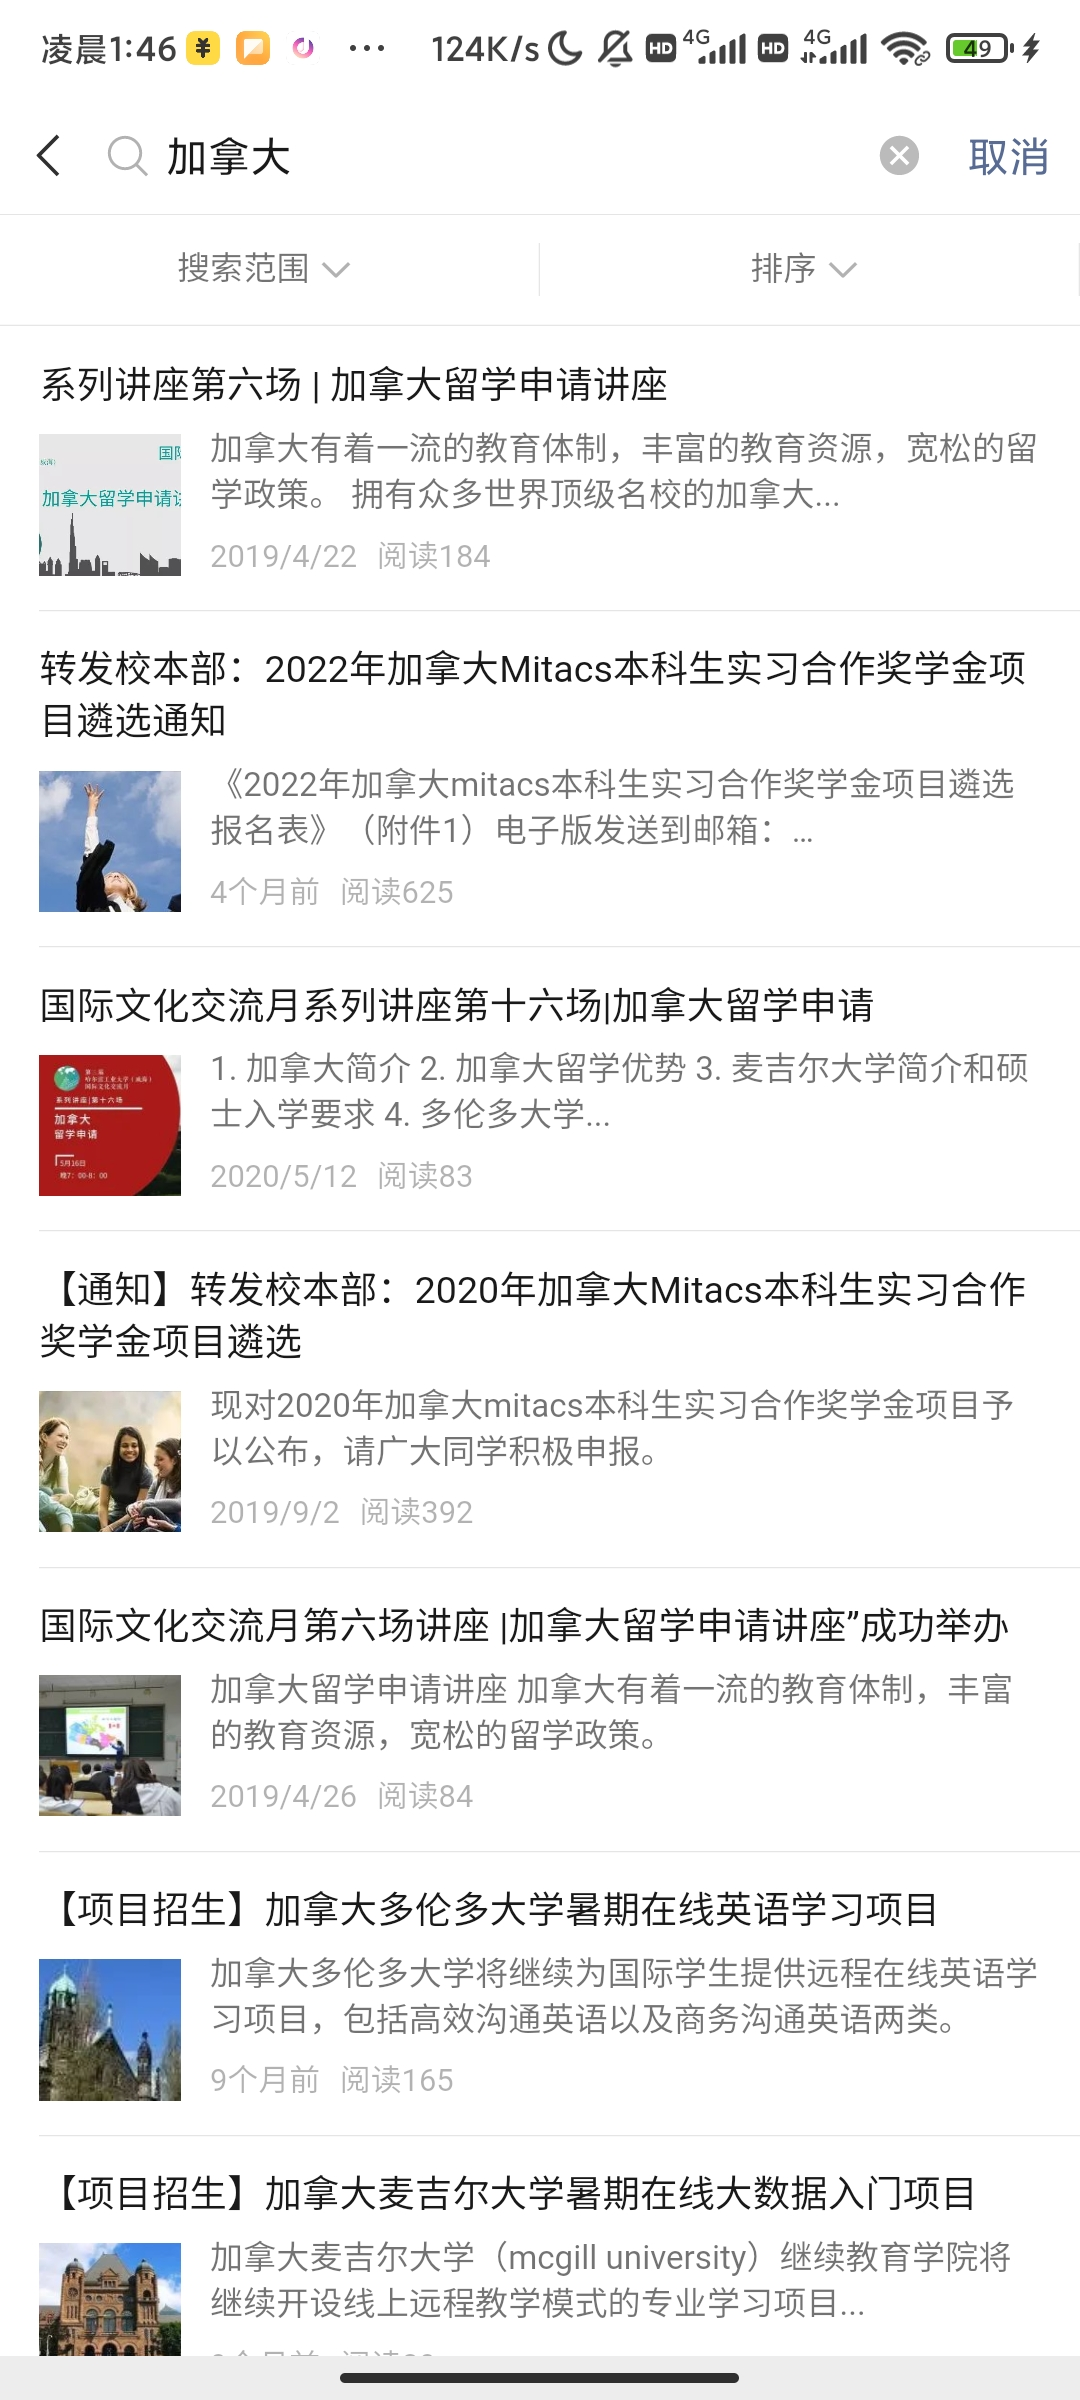 凌晨1:46 124K/s HD 4G HD 4G 49
加拿大 取消
搜索范围 排序
系列讲座第六场 | 加拿大留学申请讲座
国际
加拿大留学申请讲
加拿大有着一流的教育体制，丰富的教育资源，宽松的留
学政策。 拥有众多世界顶级名校的加拿大...
2019/4/22 阅读184
转发校本部：2022年加拿大Mitacs本科生实习合作奖学金项
目遴选通知
《2022年加拿大mitacs本科生实习合作奖学金项目遴选
报名表》（附件1）电子版发送到邮箱：...
4个月前 阅读625
国际文化交流月系列讲座第十六场|加拿大留学申请
第三届
哈尔滨工业大学（威海）
国际文化交流月
系列讲座|第十六场
加拿大
留学申请
5月16日
晚7：00-8：00
1. 加拿大简介 2. 加拿大留学优势 3. 麦吉尔大学简介和硕
士入学要求 4. 多伦多大学...
2020/5/12 阅读83
【通知】转发校本部：2020年加拿大Mitacs本科生实习合作
奖学金项目遴选
现对2020年加拿大mitacs本科生实习合作奖学金项目予
以公布，请广大同学积极申报。
2019/9/2 阅读392
国际文化交流月第六场讲座 |加拿大留学申请讲座”成功举办
加拿大留学申请讲座 加拿大有着一流的教育体制，丰富
的教育资源，宽松的留学政策。
2019/4/26 阅读84
【项目招生】加拿大多伦多大学暑期在线英语学习项目
加拿大多伦多大学将继续为国际学生提供远程在线英语学
习项目，包括高效沟通英语以及商务沟通英语两类。
9个月前 阅读165
【项目招生】加拿大麦吉尔大学暑期在线大数据入门项目
加拿大麦吉尔大学（mcgill university）继续教育学院将
继续开设线上远程教学模式的专业学习项目...